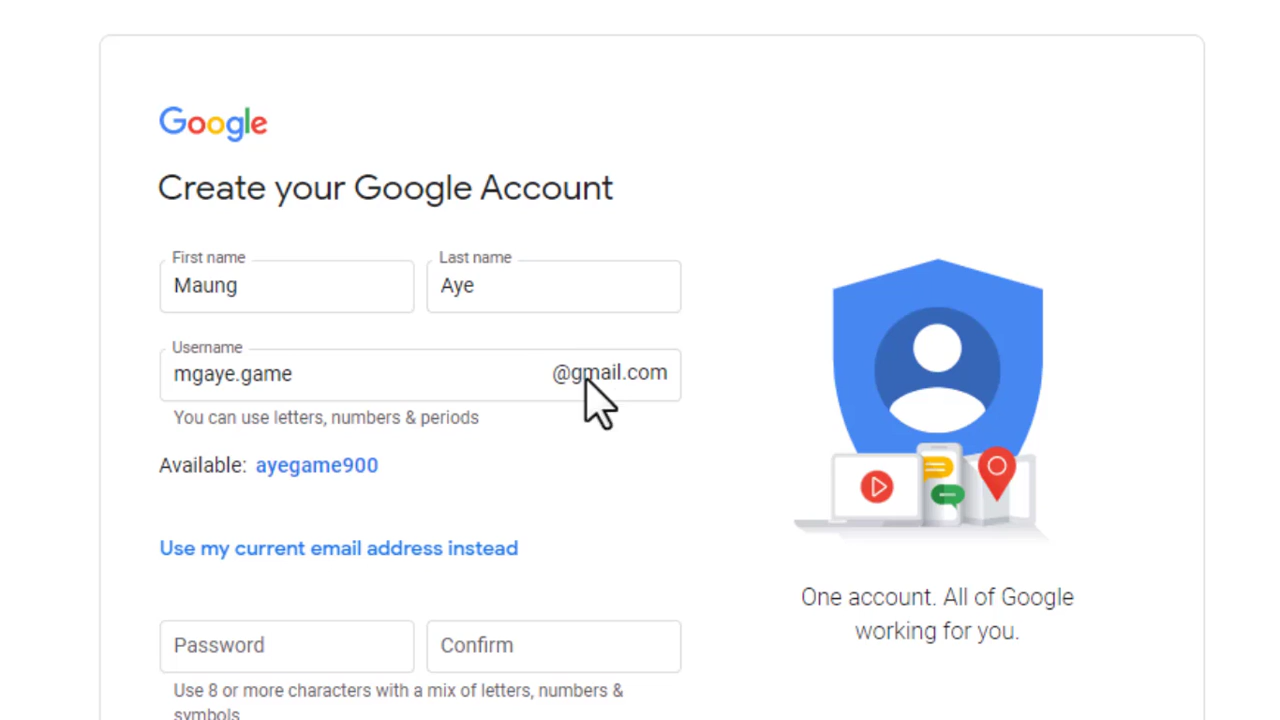 Google
Create your Google Account
First name
Last name
Maung
Aye
Username
mgaye.game
@gmail.com
You can use letters, numbers & periods
Available: ayegame900
Use my current email address instead
One account. All of Google
working for you.
Password
Confirm
Use 8 or more characters with a mix of letters, numbers &
symbols